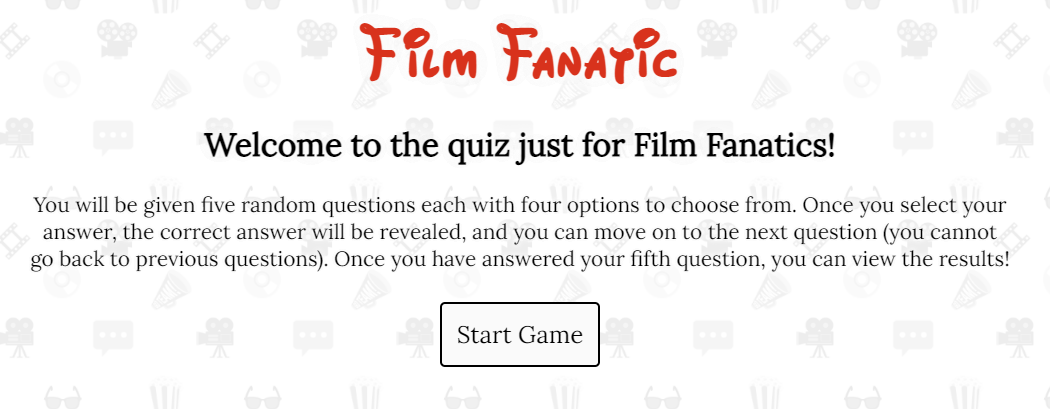 Film Fanatic
Welcome to the quiz just for Film Fanatics!
You will be given five random questions each with four options to choose from. Once you select your
answer, the correct answer will be revealed, and you can move on to the next question (you cannot
go back to previous questions). Once you have answered your fifth question, you can view the results!
Start Game